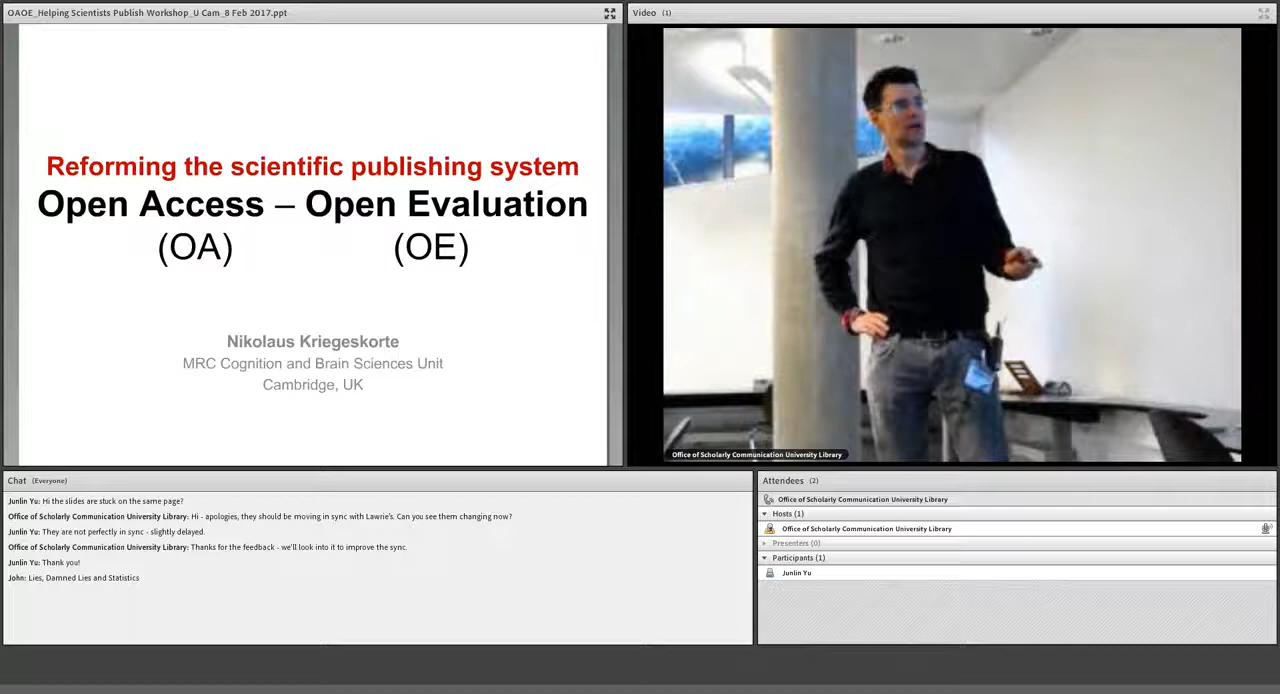 OAOE_Helping Scientists Publish Workshop_U Cam_8 Feb 2017.ppt
Reforming the scientific publishing system
Open Access – Open Evaluation
(OA) (OE)
Nikolaus Kriegeskorte
MRC Cognition and Brain Sciences Unit
Cambridge, UK
Video (1)
Office of Scholarly Communication University Library
Chat (Everyone)
Junlin Yu: Hi the slides are stuck on the same page?
Office of Scholarly Communication University Library: Hi - apologies, they should be moving in sync with Lawrie's. Can you see them changing now?
Junlin Yu: They are not perfectly in sync - slightly delayed.
Office of Scholarly Communication University Library: Thanks for the feedback - we'll look into it to improve the sync.
Junlin Yu: Thank you!
John: Lies, Damned Lies and Statistics
Attendees (2)
Office of Scholarly Communication University Library
Hosts (1)
Office of Scholarly Communication University Library
Presenters (0)
Participants (1)
Junlin Yu